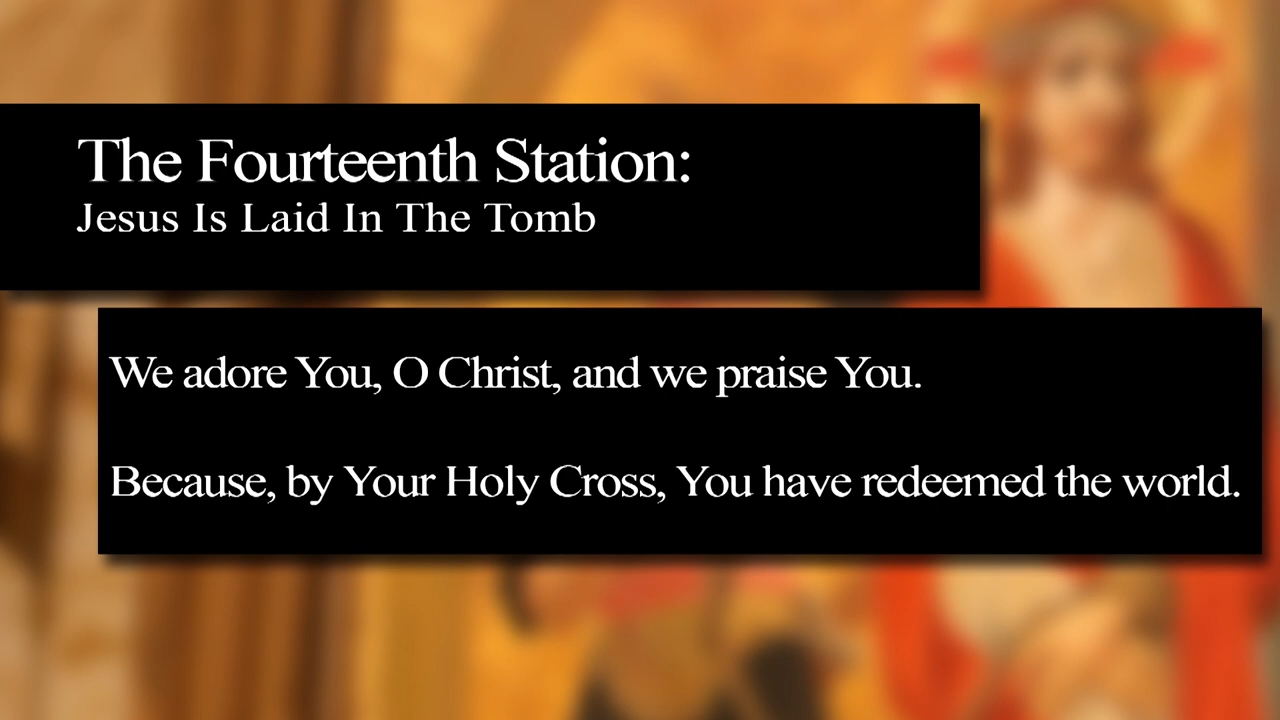 The Fourteenth Station:
Jesus Is Laid In The Tomb
We adore You, O Christ, and we praise You.
Because, by Your Holy Cross, You have redeemed the world.